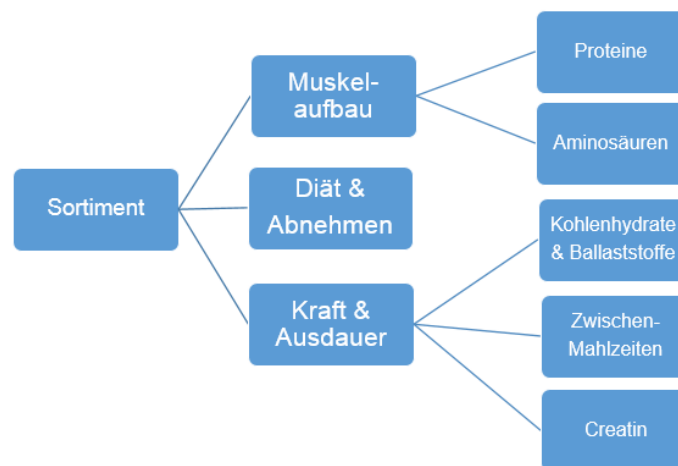 Sortiment
Muskel-
aufbau
Diät &
Abnehmen
Kraft &
Ausdauer
Proteine
Aminosäuren
Kohlenhydrate
& Ballaststoffe
Zwischen-
Mahlzeiten
Creatin